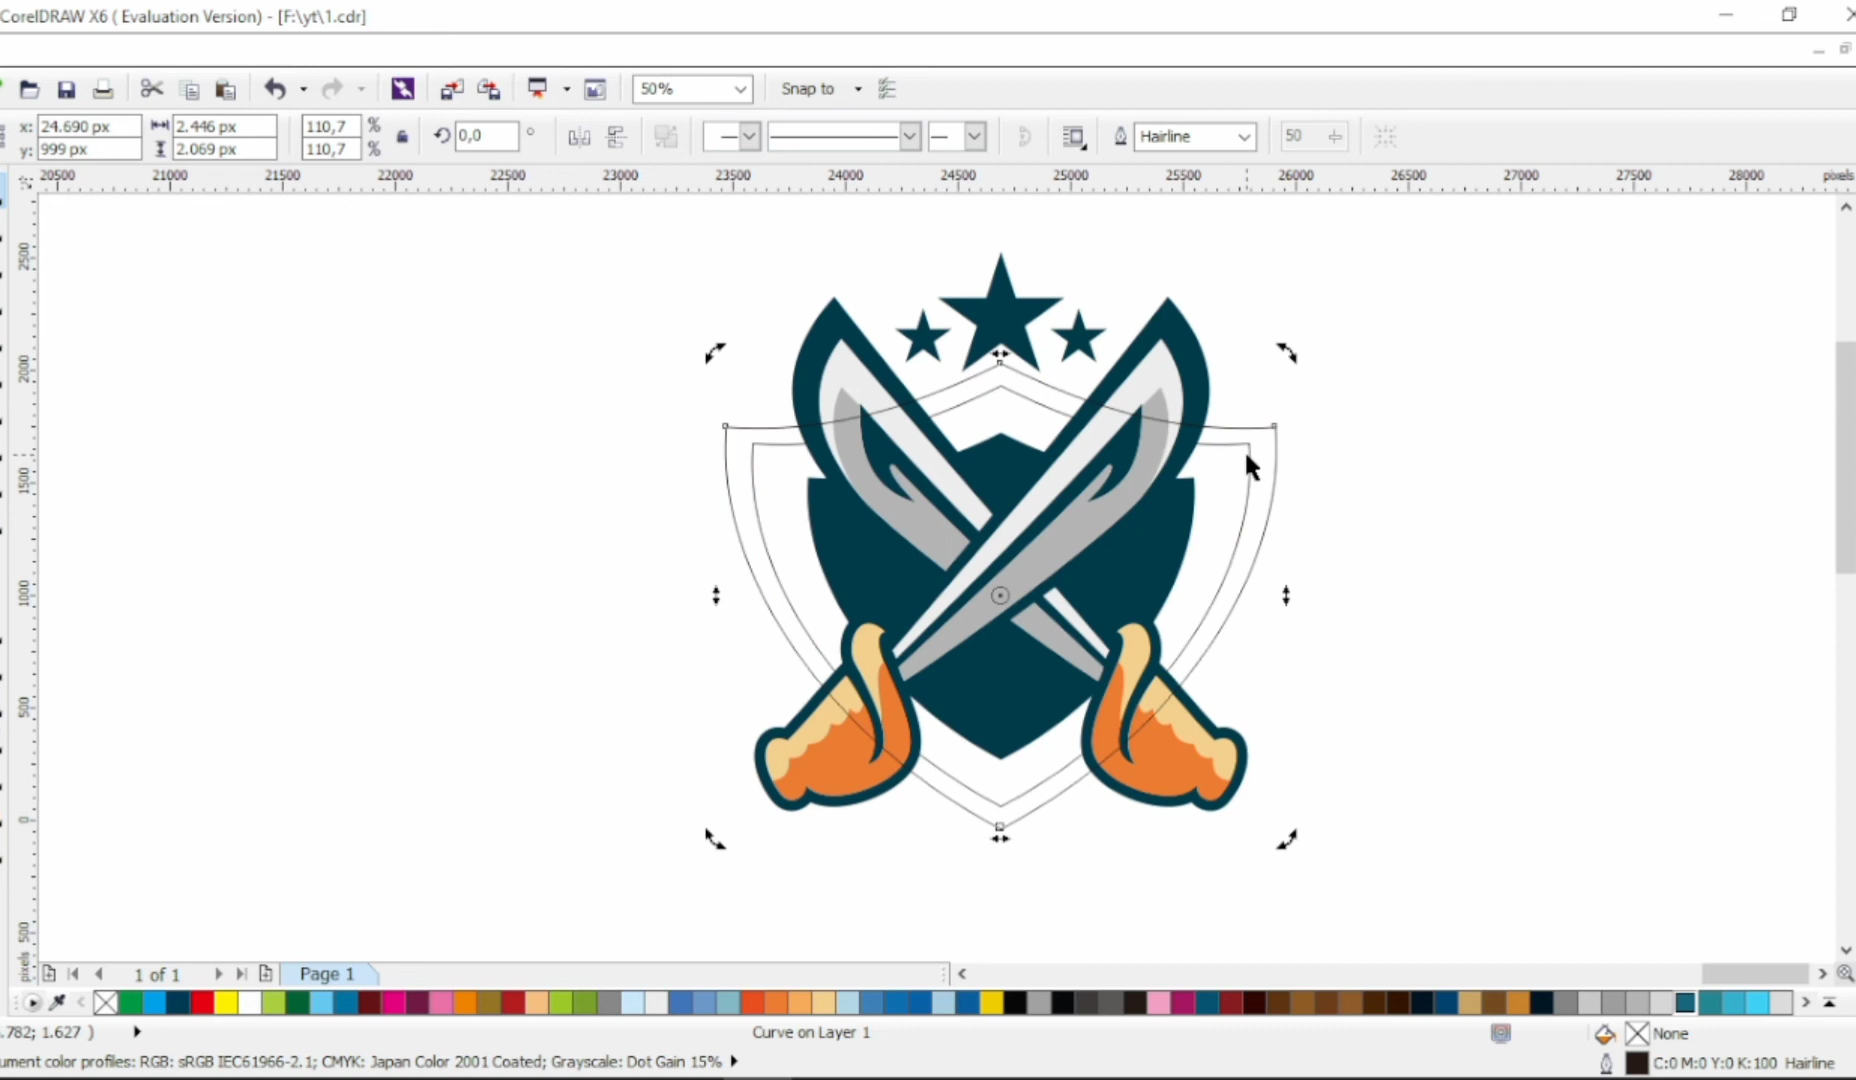 CorelDRAW X6 ( Evaluation Version) - [F:\yt\1.cdr]
50%
Snap to
x: 24.690 px
2.446 px
110,7 %
y: 999 px
2.069 px
110,7 %
0,0 °
Hairline
50
20500 21000 21500 22000 22500 23000 23500 24000 24500 25000 25500 26000 26500 27000 27500 28000 pixels
2500
2000
1500
1000
500
0
500
pixels
1 of 1
Page 1
.782; 1.627 )
Curve on Layer 1
None
ument color profiles: RGB: sRGB IEC61966-2.1; CMYK: Japan Color 2001 Coated; Grayscale: Dot Gain 15%
C:0 M:0 Y:0 K:100 Hairline